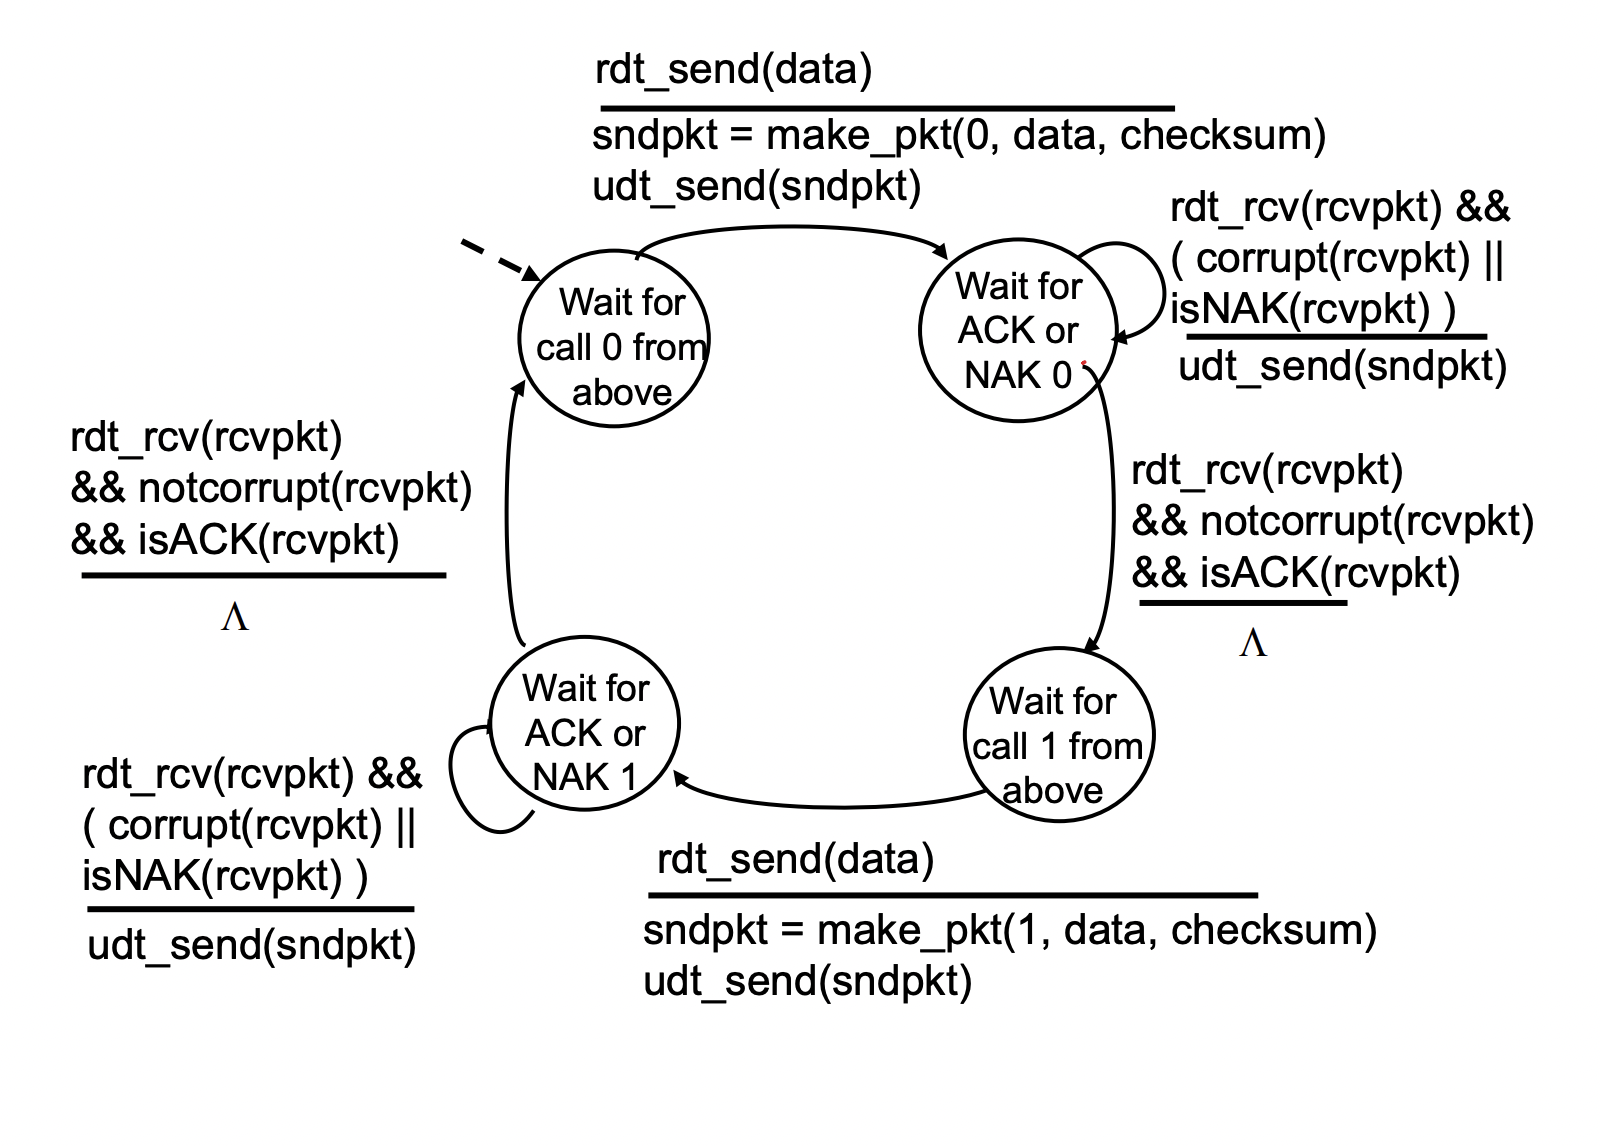 rdt_send(data)
sndpkt = make_pkt(0, data, checksum)
udt_send(sndpkt)
rdt_rcv(rcvpkt) &&
( corrupt(rcvpkt) ||
isNAK(rcvpkt) )
udt_send(sndpkt)
Wait for
call 0 from
above
Wait for
ACK or
NAK 0
rdt_rcv(rcvpkt)
&& notcorrupt(rcvpkt)
&& isACK(rcvpkt)
Λ
rdt_rcv(rcvpkt)
&& notcorrupt(rcvpkt)
&& isACK(rcvpkt)
Λ
Wait for
ACK or
NAK 1
Wait for
call 1 from
above
rdt_rcv(rcvpkt) &&
( corrupt(rcvpkt) ||
isNAK(rcvpkt) )
udt_send(sndpkt)
rdt_send(data)
sndpkt = make_pkt(1, data, checksum)
udt_send(sndpkt)